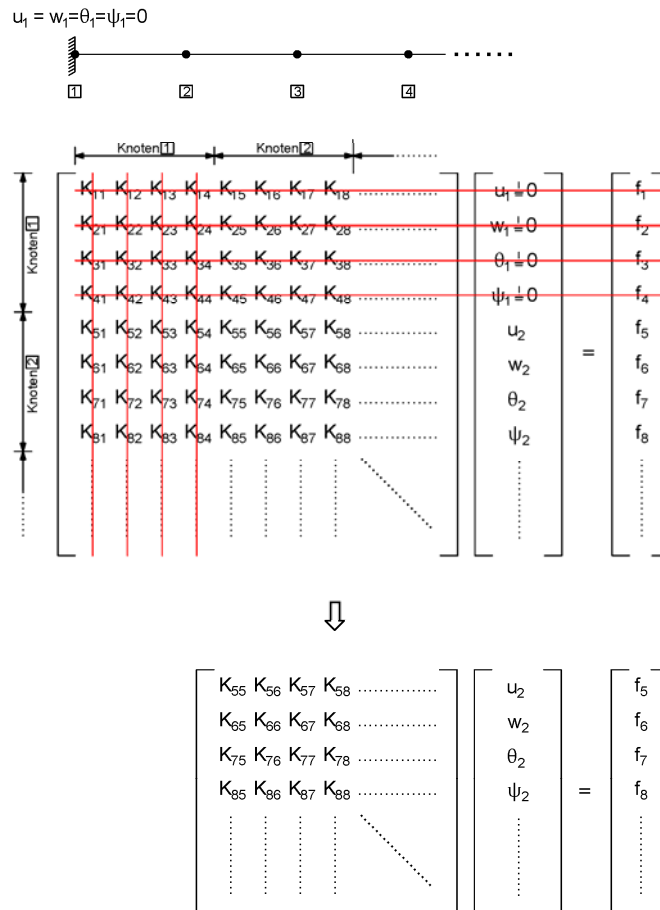 u₁ = w₁=θ₁=ψ₁=0
1 2 3 4
Knoten 1 Knoten 2
Knoten 1
Knoten 2
K₁₁ K₁₂ K₁₃ K₁₄ K₁₅ K₁₆ K₁₇ K₁₈ u₁ ≟ 0 f₁
K₂₁ K₂₂ K₂₃ K₂₄ K₂₅ K₂₆ K₂₇ K₂₈ w₁ ≟ 0 f₂
K₃₁ K₃₂ K₃₃ K₃₄ K₃₅ K₃₆ K₃₇ K₃₈ θ₁ ≟ 0 f₃
K₄₁ K₄₂ K₄₃ K₄₄ K₄₅ K₄₆ K₄₇ K₄₈ ψ₁ ≟ 0 f₄
K₅₁ K₅₂ K₅₃ K₅₄ K₅₅ K₅₆ K₅₇ K₅₈ u₂ f₅
K₆₁ K₆₂ K₆₃ K₆₄ K₆₅ K₆₆ K₆₇ K₆₈ w₂ = f₆
K₇₁ K₇₂ K₇₃ K₇₄ K₇₅ K₇₆ K₇₇ K₇₈ θ₂ f₇
K₈₁ K₈₂ K₈₃ K₈₄ K₈₅ K₈₆ K₈₇ K₈₈ ψ₂ f₈
K₅₅ K₅₆ K₅₇ K₅₈ u₂ f₅
K₆₅ K₆₆ K₆₇ K₆₈ w₂ f₆
K₇₅ K₇₆ K₇₇ K₇₈ θ₂ f₇
K₈₅ K₈₆ K₈₇ K₈₈ ψ₂ = f₈